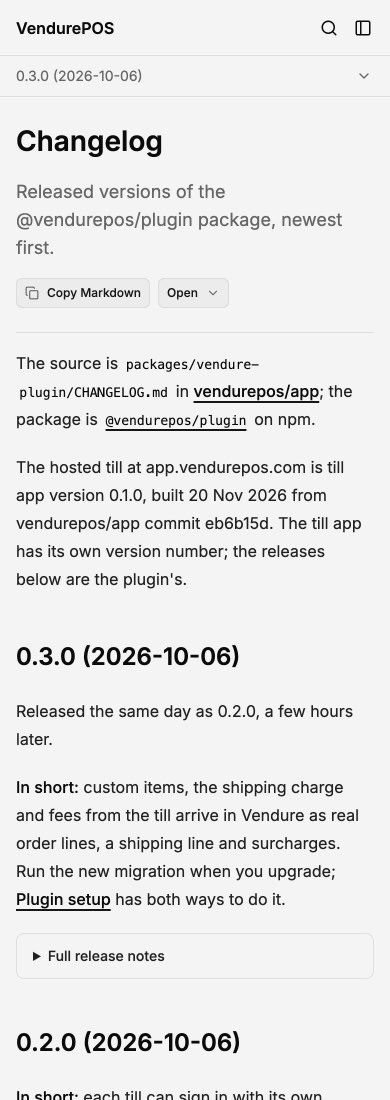 VendurePOS
0.3.0 (2026-10-06)
Changelog
Released versions of the
@vendurepos/plugin package, newest
first.
Copy Markdown
Open
The source is packages/vendure-
plugin/CHANGELOG.md in vendurepos/app; the
package is @vendurepos/plugin on npm.
The hosted till at app.vendurepos.com is till
app version 0.1.0, built 20 Nov 2026 from
vendurepos/app commit eb6b15d. The till app
has its own version number; the releases
below are the plugin's.
0.3.0 (2026-10-06)
Released the same day as 0.2.0, a few hours
later.
In short: custom items, the shipping charge
and fees from the till arrive in Vendure as real
order lines, a shipping line and surcharges.
Run the new migration when you upgrade;
Plugin setup has both ways to do it.
Full release notes
0.2.0 (2026-10-06)
In short: each till can sign in with its own